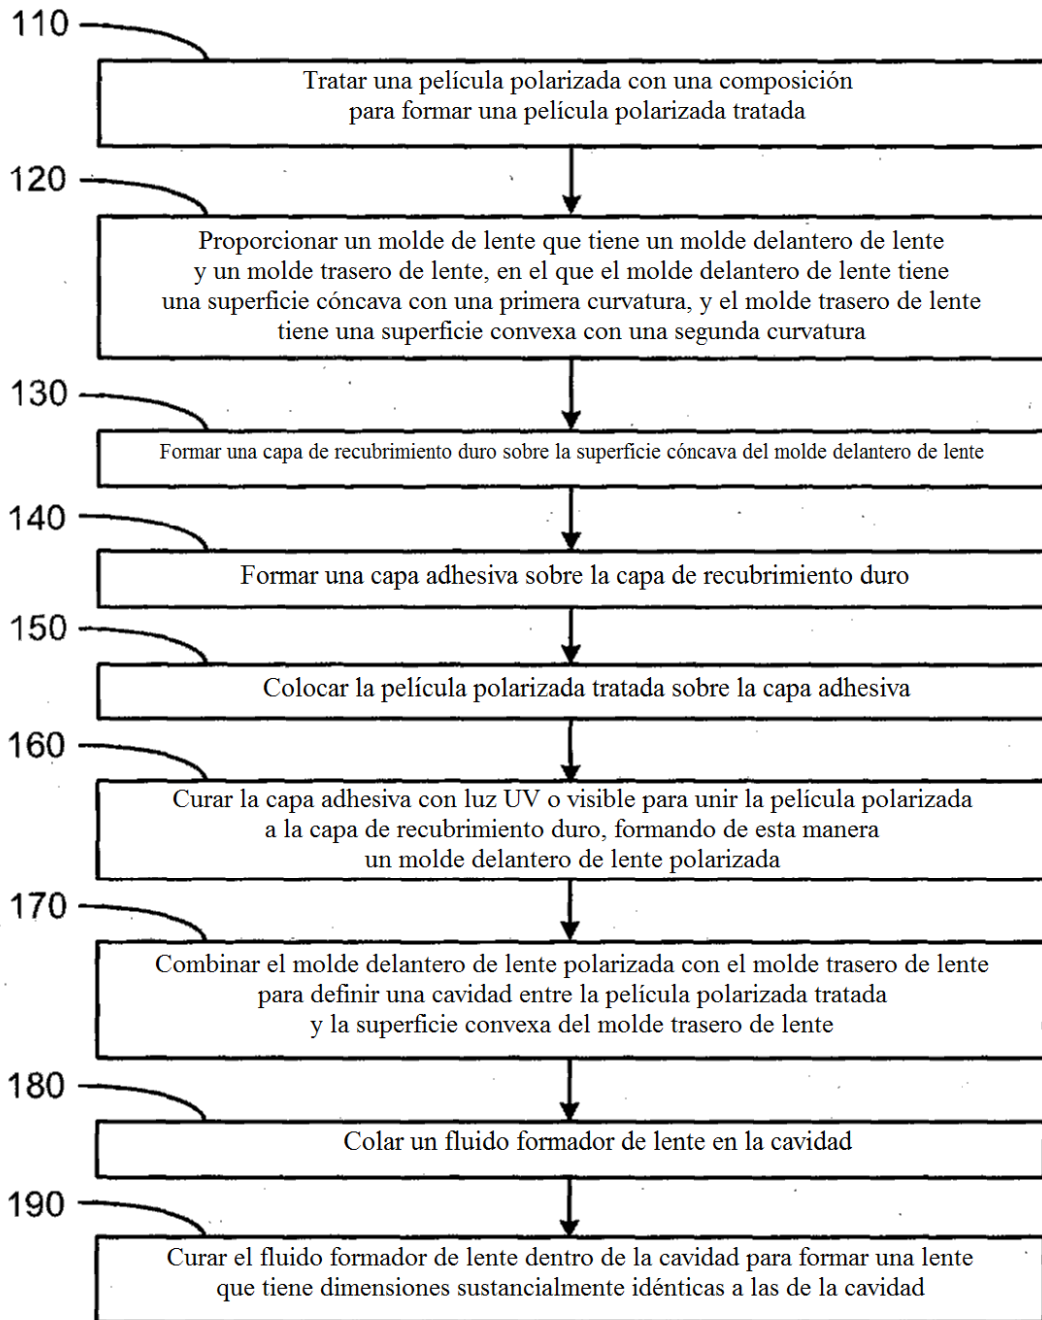 110
Tratar una película polarizada con una composición
para formar una película polarizada tratada
120
Proporcionar un molde de lente que tiene un molde delantero de lente
y un molde trasero de lente, en el que el molde delantero de lente tiene
una superficie cóncava con una primera curvatura, y el molde trasero de lente
tiene una superficie convexa con una segunda curvatura
130
Formar una capa de recubrimiento duro sobre la superficie cóncava del molde delantero de lente
140
Formar una capa adhesiva sobre la capa de recubrimiento duro
150
Colocar la película polarizada tratada sobre la capa adhesiva
160
Curar la capa adhesiva con luz UV o visible para unir la película polarizada
a la capa de recubrimiento duro, formando de esta manera
un molde delantero de lente polarizada
170
Combinar el molde delantero de lente polarizada con el molde trasero de lente
para definir una cavidad entre la película polarizada tratada
y la superficie convexa del molde trasero de lente
180
Colar un fluido formador de lente en la cavidad
190
Curar el fluido formador de lente dentro de la cavidad para formar una lente
que tiene dimensiones sustancialmente idénticas a las de la cavidad